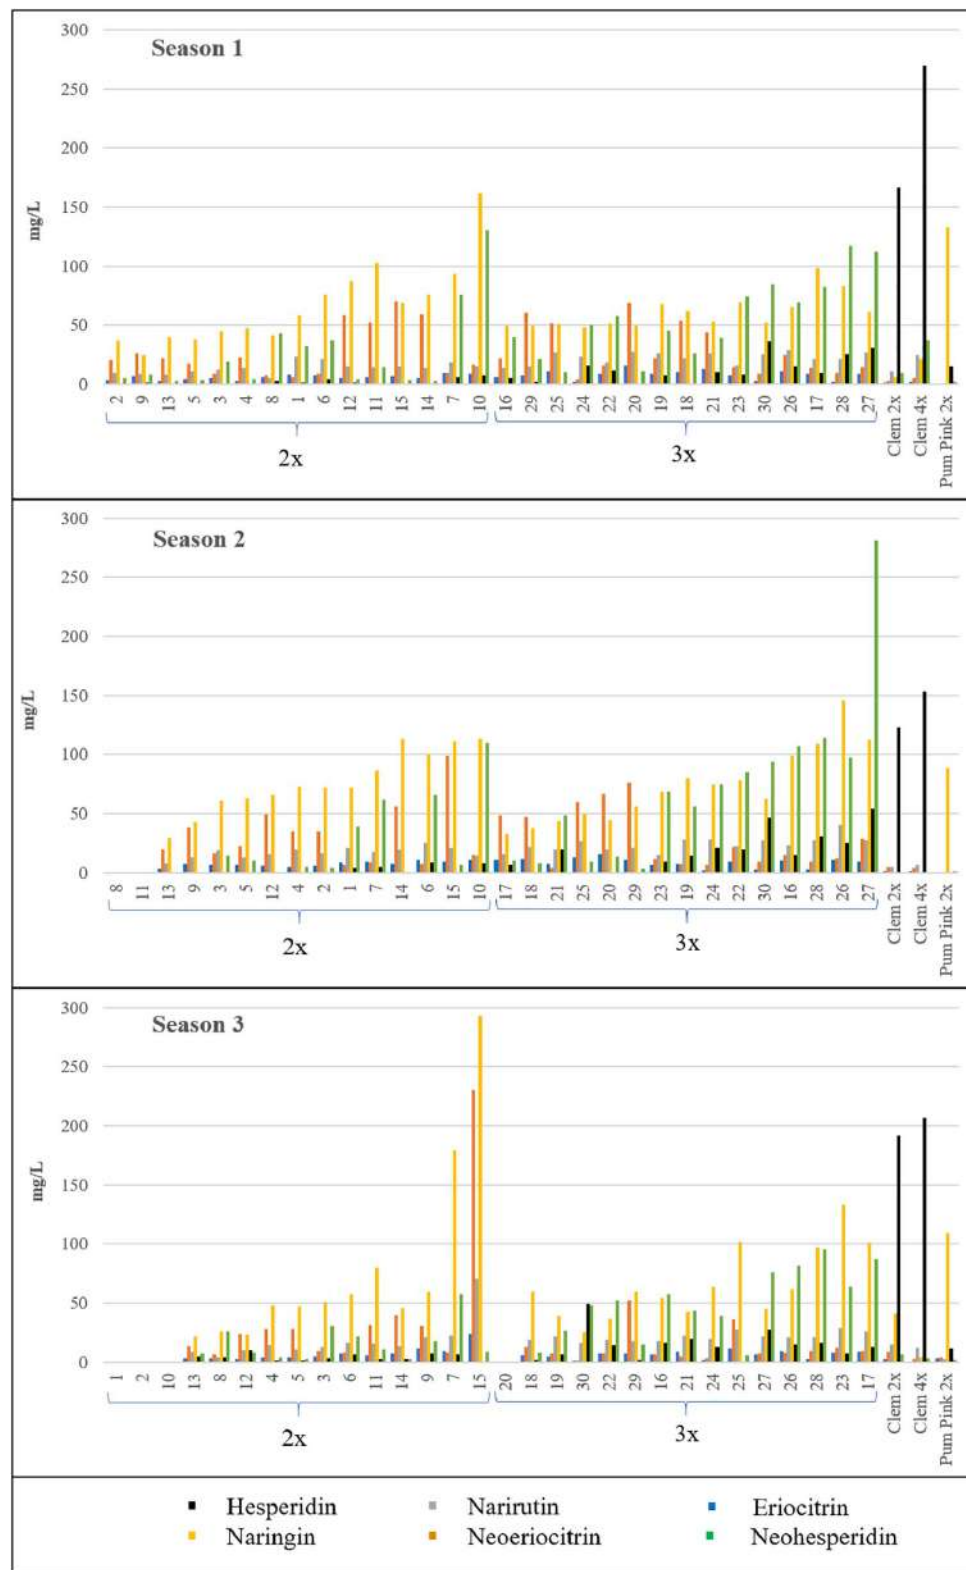 300
Season 1
250
200
150
100
50
0
mg/L
2 9 13 5 3 4 8 1 6 12 11 15 14 7 10 16 29 25 24 22 20 19 18 21 23 30 26 17 28 27 Clem 2x Clem 4x Pum Pink 2x
2x 3x
300
Season 2
250
200
150
100
50
0
mg/L
8 11 13 9 3 5 12 4 2 1 7 14 6 15 10 17 18 21 25 20 29 23 19 24 22 30 16 28 26 27 Clem 2x Clem 4x Pum Pink 2x
2x 3x
300
Season 3
250
200
150
100
50
0
mg/L
1 2 10 13 8 12 4 5 3 6 11 14 9 7 15 20 18 19 30 22 29 16 21 24 25 27 26 28 23 17 Clem 2x Clem 4x Pum Pink 2x
2x 3x
Hesperidin Narirutin Eriocitrin
Naringin Neoeriocitrin Neohesperidin